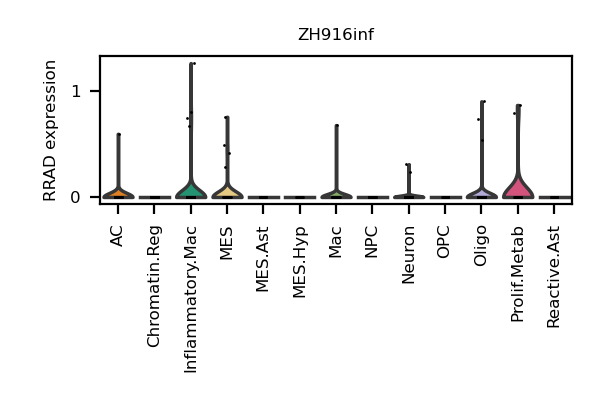 ZH916inf
RRAD expression
1
0
AC
Chromatin.Reg
Inflammatory.Mac
MES
MES.Ast
MES.Hyp
Mac
NPC
Neuron
OPC
Oligo
Prolif.Metab
Reactive.Ast